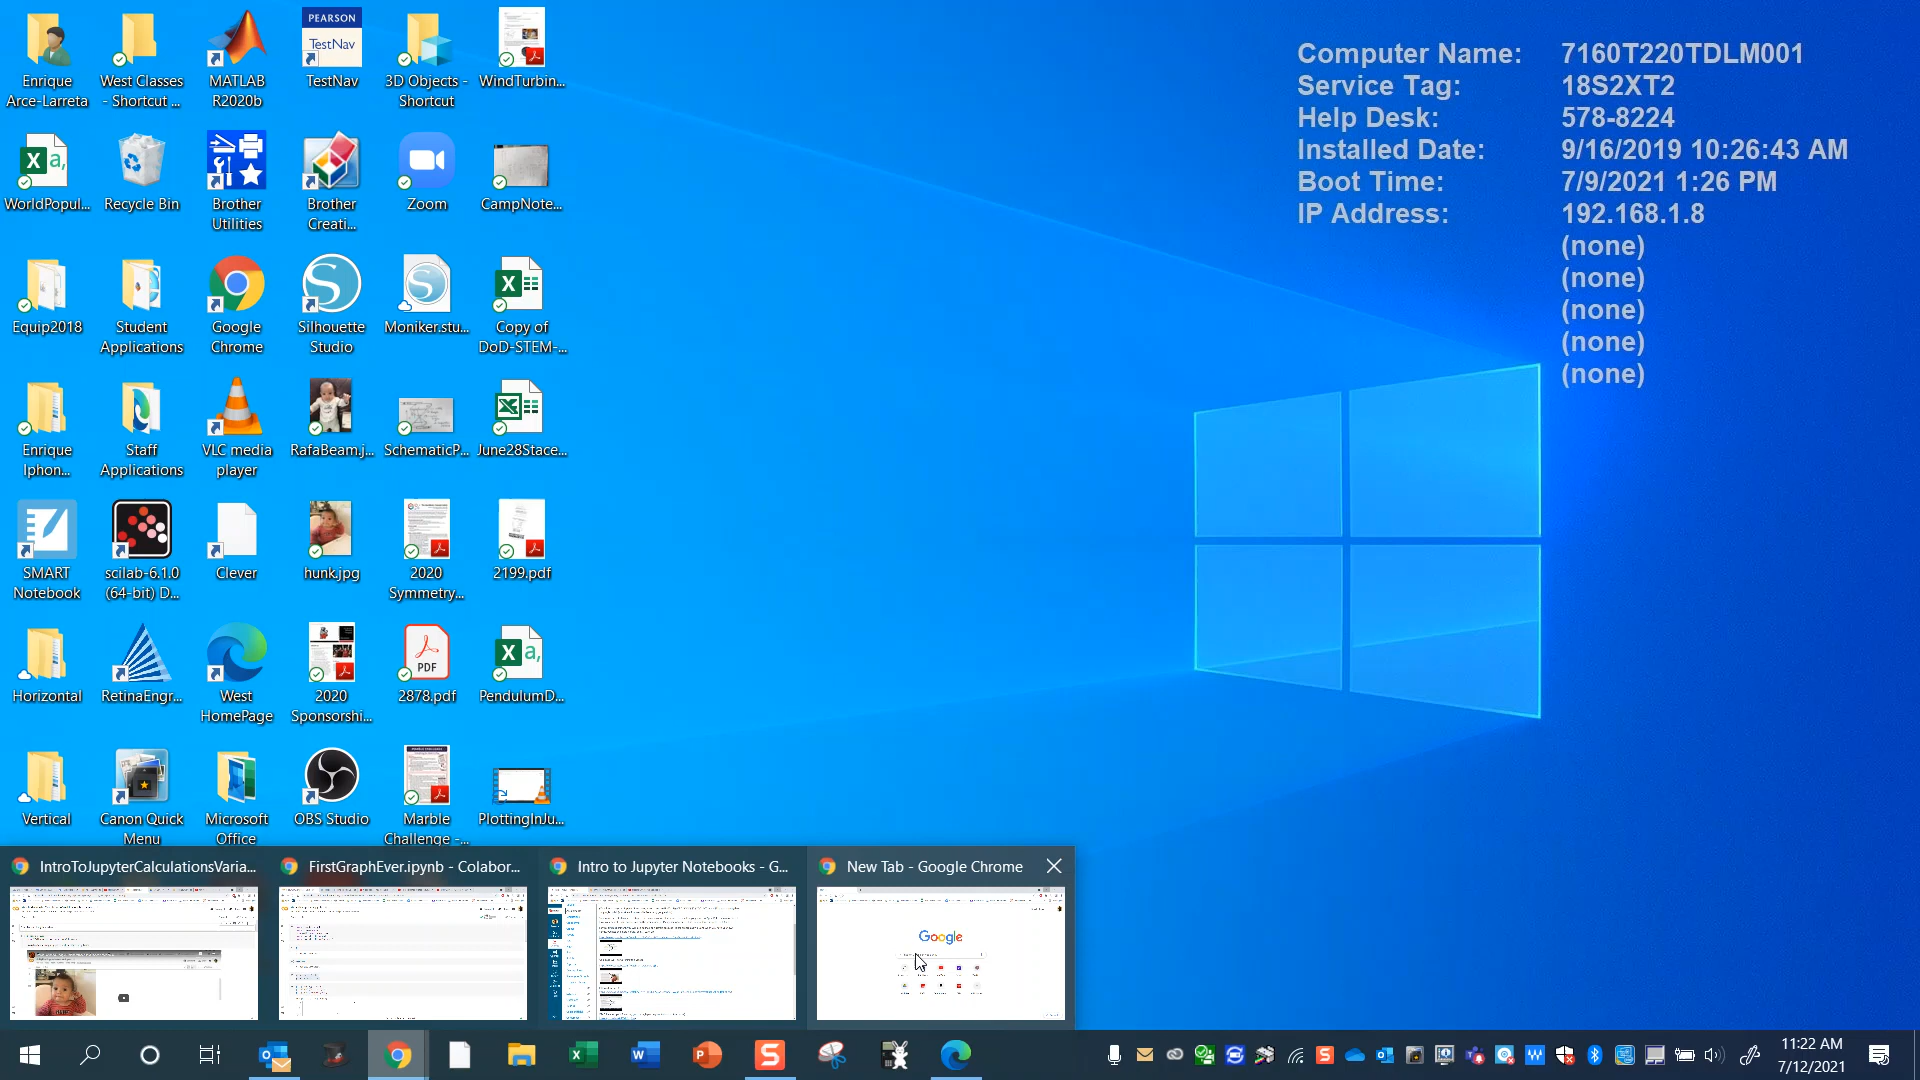 Computer Name: 7160T220TDLM001
Service Tag: 18S2XT2
Help Desk: 578-8224
Installed Date: 9/16/2019 10:26:43 AM
Boot Time: 7/9/2021 1:26 PM
IP Address: 192.168.1.8
(none)
(none)
(none)
(none)
(none)
Enrique
Arce-Larreta
West Classes
- Shortcut ...
MATLAB
R2020b
PEARSON
TestNav
TestNav
3D Objects -
Shortcut
WindTurbin...
WorldPopul...
Recycle Bin
Brother
Utilities
Brother
Creati...
Zoom
CampNote...
Equip2018
Student
Applications
Google
Chrome
Silhouette
Studio
Moniker.stu...
Copy of
DoD-STEM-...
Enrique
Iphon...
Staff
Applications
VLC media
player
RafaBeam.j...
SchematicP...
June28Stace...
SMART
Notebook
scilab-6.1.0
(64-bit) D...
Clever
hunk.jpg
2020
Symmetry...
2199.pdf
Horizontal
RetinaEngr...
West
HomePage
2020
Sponsorshi...
PDF
2878.pdf
PendulumD...
Vertical
Canon Quick
Menu
Microsoft
Office
OBS Studio
Marble
Challenge -...
PlottingInJu...
IntroToJupyterCalculationsVaria...
FirstGraphEver.ipynb - Colabor...
Intro to Jupyter Notebooks - G...
New Tab - Google Chrome
Google
11:22 AM
7/12/2021